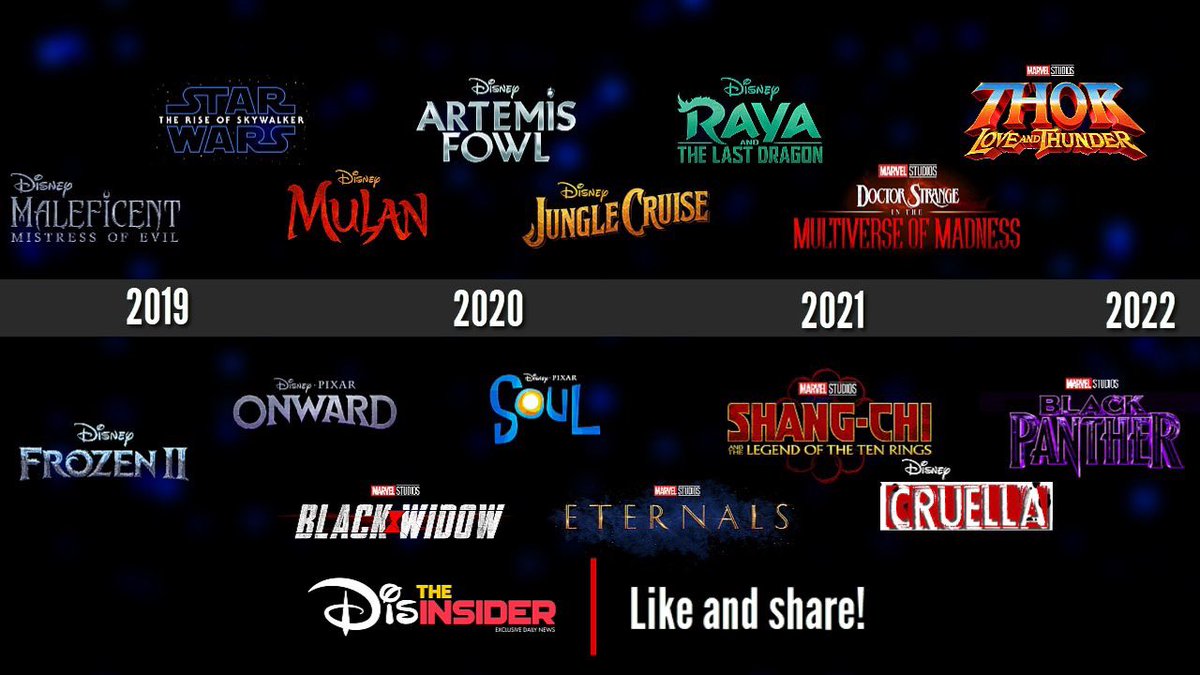 STAR
THE RISE OF SKYWALKER
WARS
Disney
ARTEMIS
FOWL
Disney
RAYA
AND
THE LAST DRAGON
MARVEL STUDIOS
THOR
LOVE AND THUNDER
Disney
MALEFICENT
MISTRESS OF EVIL
Disney
MULAN
Disney
JUNGLE CRUISE
MARVEL STUDIOS
DOCTOR STRANGE
IN THE
MULTIVERSE OF MADNESS
2019
2020
2021
2022
Disney
FROZEN II
Disney · PIXAR
ONWARD
Disney · PIXAR
SOUL
MARVEL STUDIOS
SHANG-CHI
AND THE LEGEND OF THE TEN RINGS
MARVEL STUDIOS
BLACK
PANTHER
MARVEL STUDIOS
BLACK WIDOW
MARVEL STUDIOS
ETERNALS
Disney
CRUELLA
THE
DISINSIDER
EXCLUSIVE DAILY NEWS
Like and share!